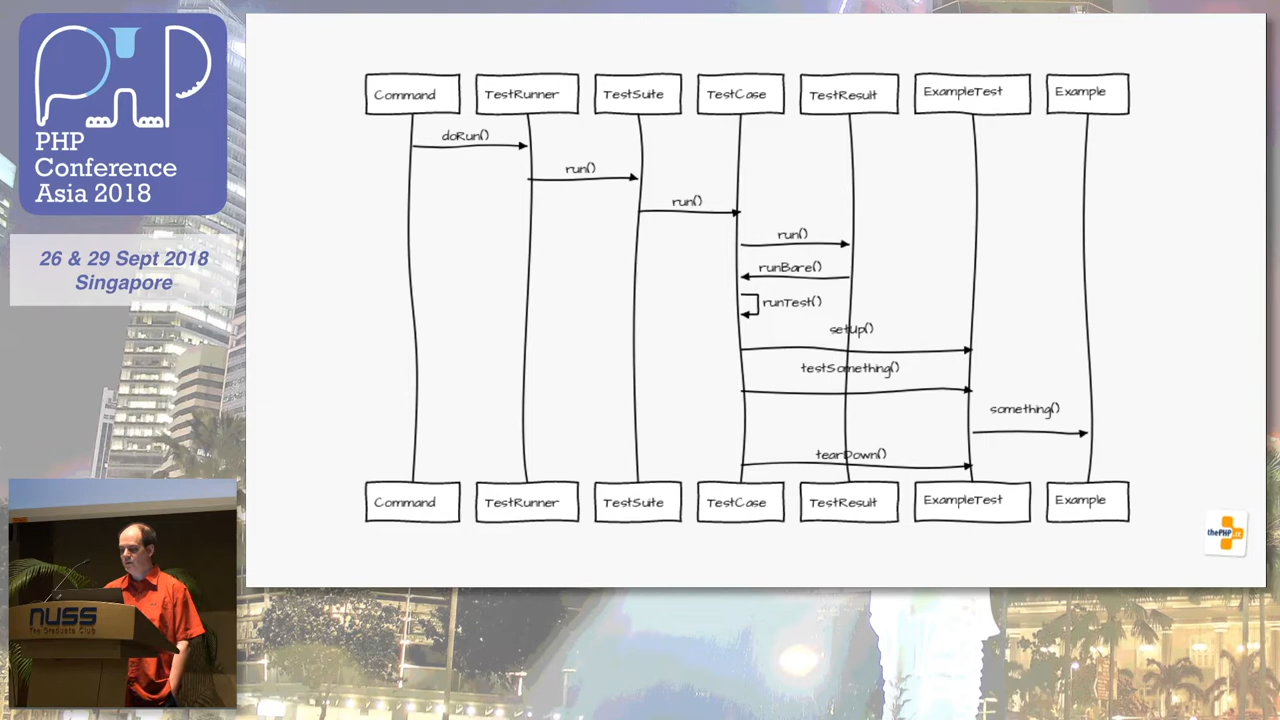 PHP
PHP
Conference
Asia 2018
26 & 29 Sept 2018
Singapore
Command TestRunner TestSuite TestCase TestResult ExampleTest Example
doRun()
run()
run()
run()
runBare()
runTest()
setUp()
testSomething()
something()
tearDown()
Command TestRunner TestSuite TestCase TestResult ExampleTest Example
thePHP.cc
NUSS
The Graduate Club